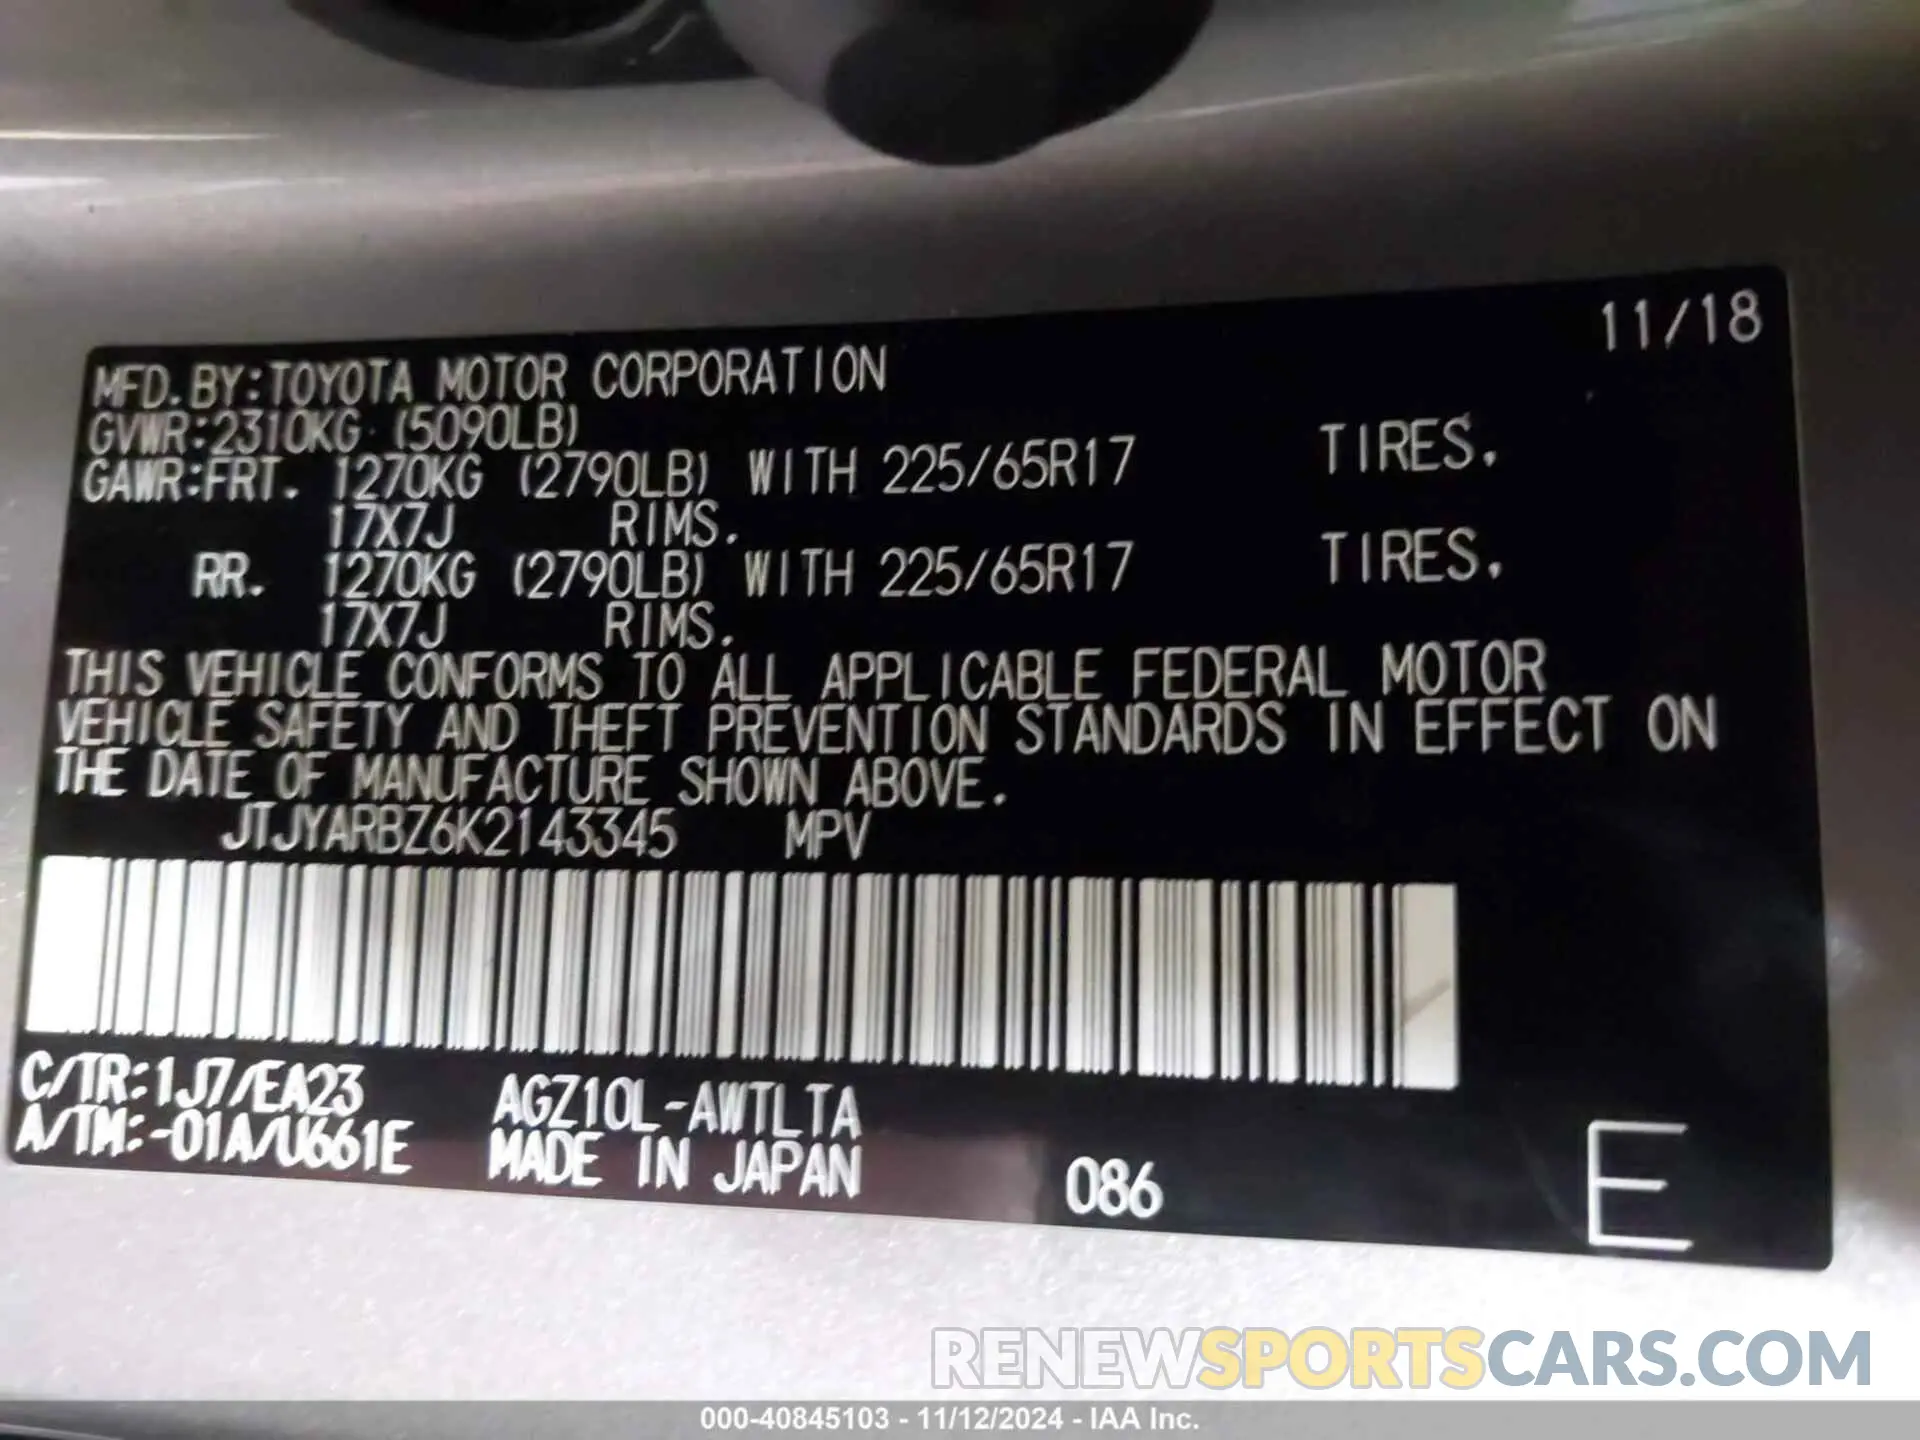 11/18
MFD.BY:TOYOTA MOTOR CORPORATION
GVWR:2310KG (5090LB)
GAWR:FRT. 1270KG (2790LB) WITH 225/65R17 TIRES,
17X7J RIMS.
RR. 1270KG (2790LB) WITH 225/65R17 TIRES,
17X7J RIMS.
THIS VEHICLE CONFORMS TO ALL APPLICABLE FEDERAL MOTOR
VEHICLE SAFETY AND THEFT PREVENTION STANDARDS IN EFFECT ON
THE DATE OF MANUFACTURE SHOWN ABOVE.
JTJYARBZ6K2143345 MPV
C/TR:1J7/EA23 AGZ10L-AWTLTA
A/TM:-01A/U661E MADE IN JAPAN 086 E
RENEWSPORTSCARS.COM
000-40845103 - 11/12/2024 - IAA Inc.